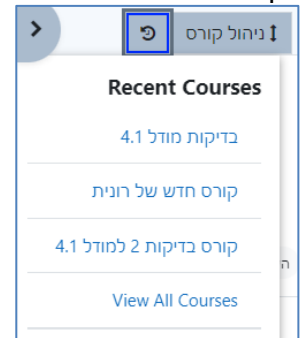 ניהול קורס
Recent Courses
בדיקות מודל 4.1
קורס חדש של רונית
קורס בדיקות 2 למודל 4.1
View All Courses
ה